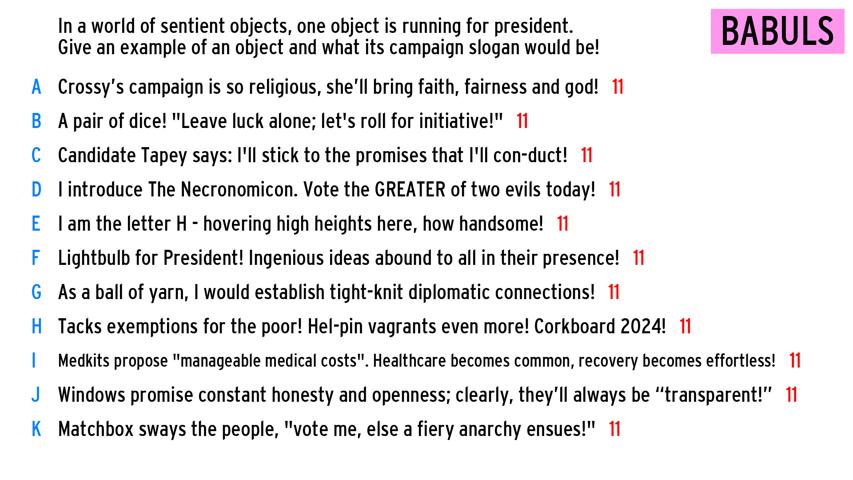 In a world of sentient objects, one object is running for president.
Give an example of an object and what its campaign slogan would be!
BABULS
A Crossy's campaign is so religious, she'll bring faith, fairness and god! 11
B A pair of dice! "Leave luck alone; let's roll for initiative!" 11
C Candidate Tapey says: I'll stick to the promises that I'll con-duct! 11
D I introduce The Necronomicon. Vote the GREATER of two evils today! 11
E I am the letter H - hovering high heights here, how handsome! 11
F Lightbulb for President! Ingenious ideas abound to all in their presence! 11
G As a ball of yarn, I would establish tight-knit diplomatic connections! 11
H Tacks exemptions for the poor! Hel-pin vagrants even more! Corkboard 2024! 11
I Medkits propose "manageable medical costs". Healthcare becomes common, recovery becomes effortless! 11
J Windows promise constant honesty and openness; clearly, they'll always be “transparent!” 11
K Matchbox sways the people, "vote me, else a fiery anarchy ensues!" 11